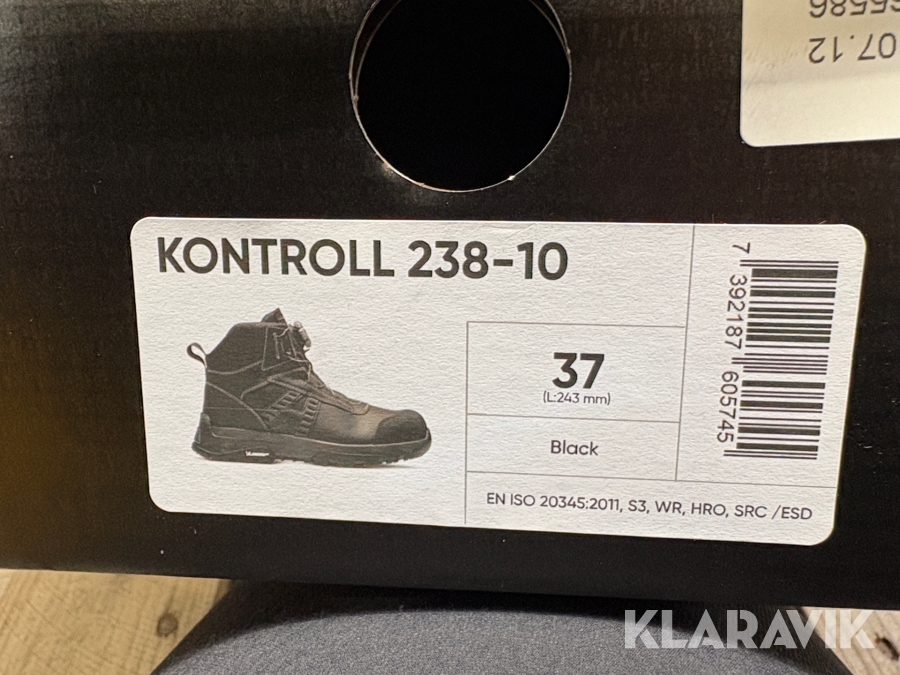 07.12
KONTROLL 238-10
37
(L:243 mm)
Black
EN ISO 20345:2011, S3, WR, HRO, SRC /ESD
7 392187 605745
KLARAVIK